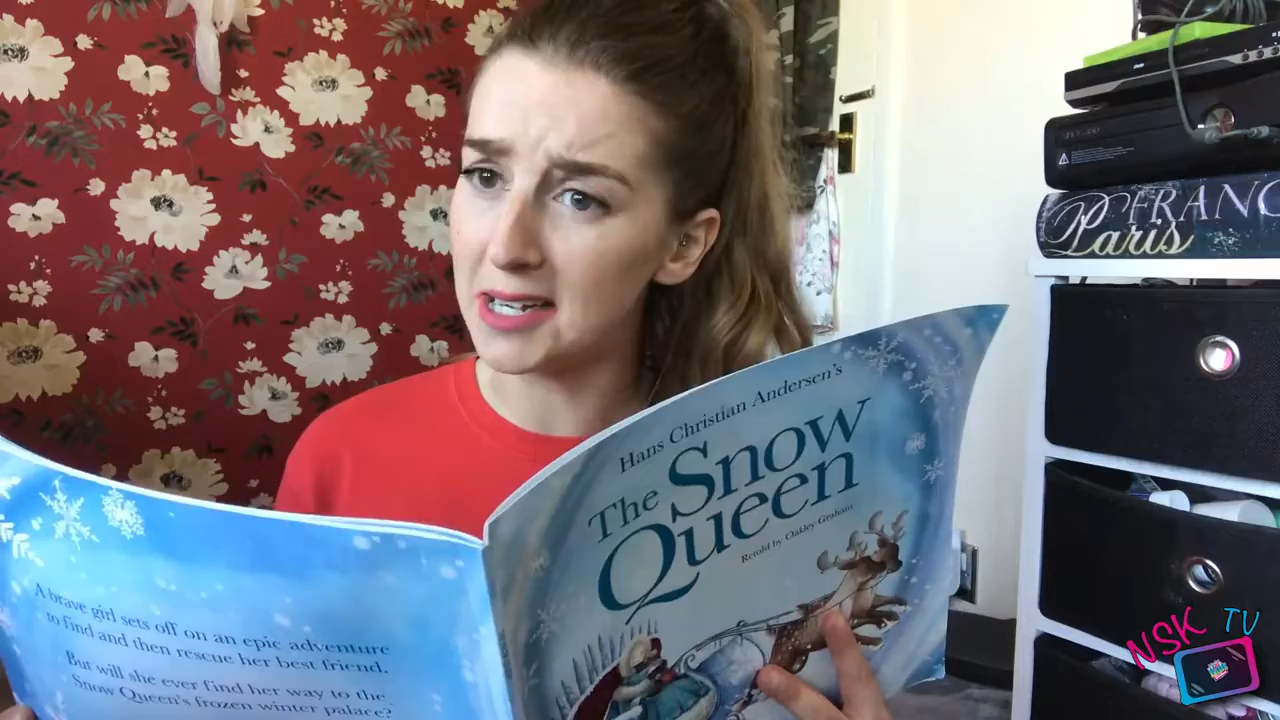 A brave girl sets off on an epic adventure
to find and then rescue her best friend.
But will she ever find her way to the
Snow Queen's frozen winter palace?
Hans Christian Andersen's
The Snow
Queen
Retold by Oakley Graham
FRANC
Paris
NSK TV